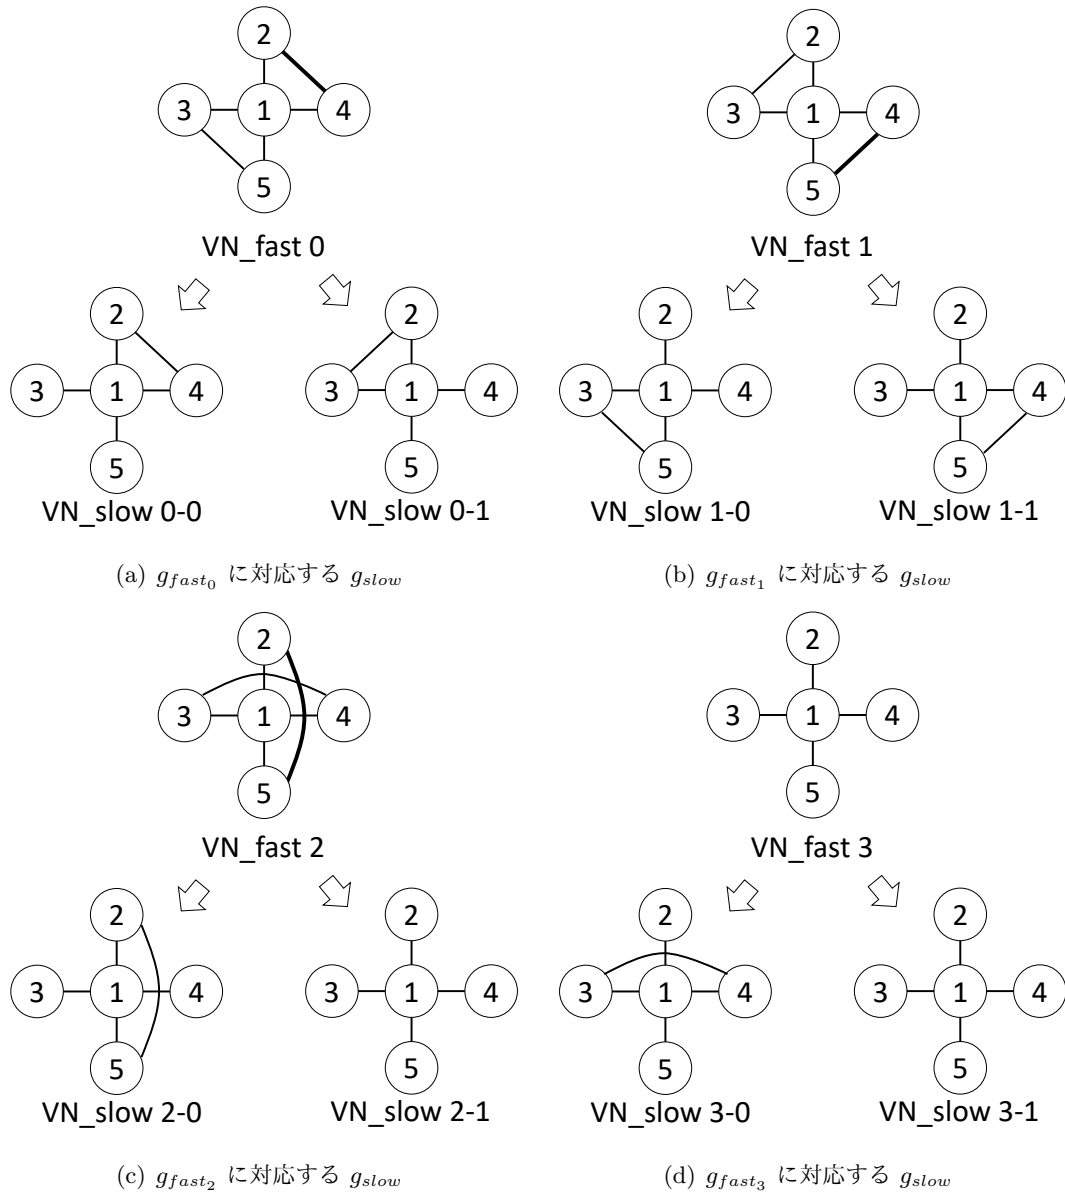 2
3 1 4
5
VN_fast 0
2
3 1 4
5
VN_slow 0-0
2
3 1 4
5
VN_slow 0-1
(a) g_{fast_0} に対応する g_{slow}
2
3 1 4
5
VN_fast 1
2
3 1 4
5
VN_slow 1-0
2
3 1 4
5
VN_slow 1-1
(b) g_{fast_1} に対応する g_{slow}
2
3 1 4
5
VN_fast 2
2
3 1 4
5
VN_slow 2-0
2
3 1 4
5
VN_slow 2-1
(c) g_{fast_2} に対応する g_{slow}
2
3 1 4
5
VN_fast 3
2
3 1 4
5
VN_slow 3-0
2
3 1 4
5
VN_slow 3-1
(d) g_{fast_3} に対応する g_{slow}